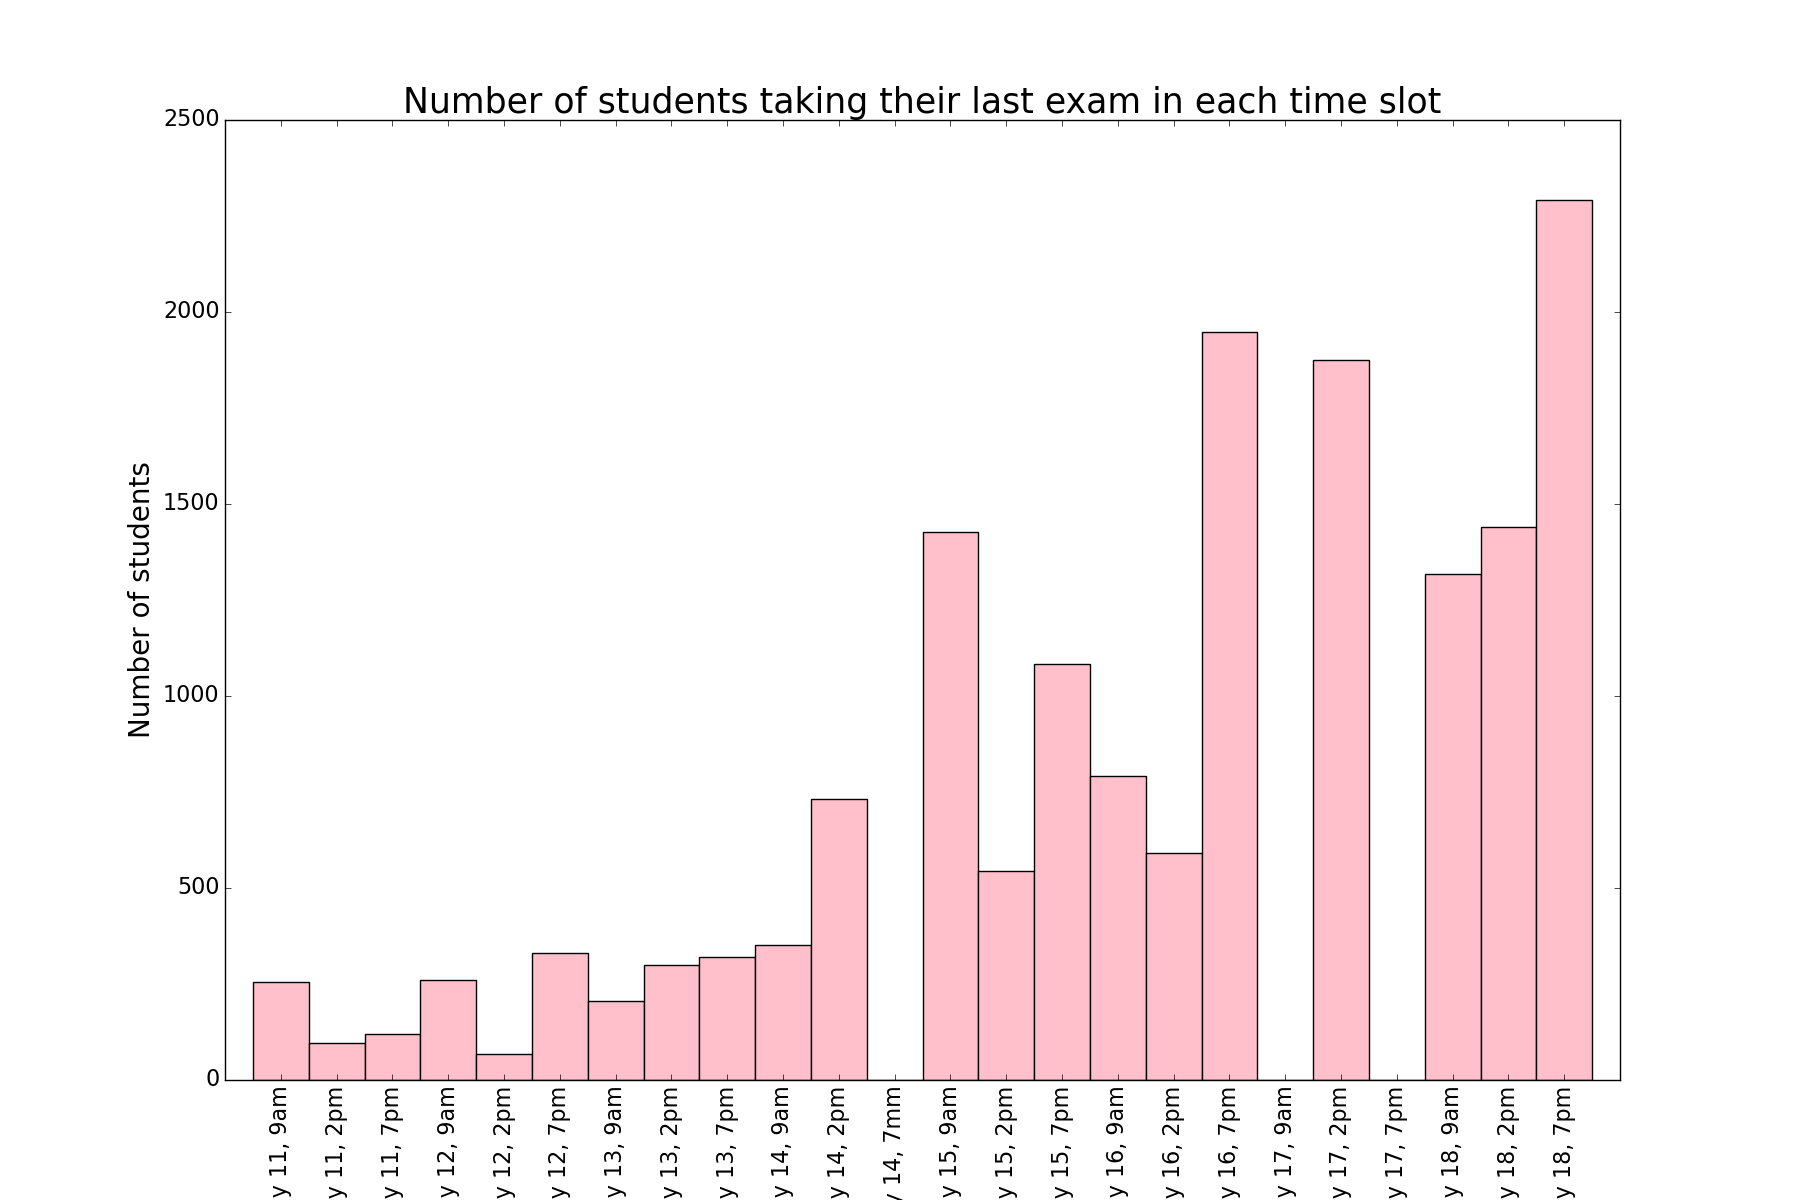 Number of students taking their last exam in each time slot
Number of students
2500
2000
1500
1000
500
0
y 11, 9am
y 11, 2pm
y 11, 7pm
y 12, 9am
y 12, 2pm
y 12, 7pm
y 13, 9am
y 13, 2pm
y 13, 7pm
y 14, 9am
y 14, 2pm
y 14, 7mm
y 15, 9am
y 15, 2pm
y 15, 7pm
y 16, 9am
y 16, 2pm
y 16, 7pm
y 17, 9am
y 17, 2pm
y 17, 7pm
y 18, 9am
y 18, 2pm
y 18, 7pm